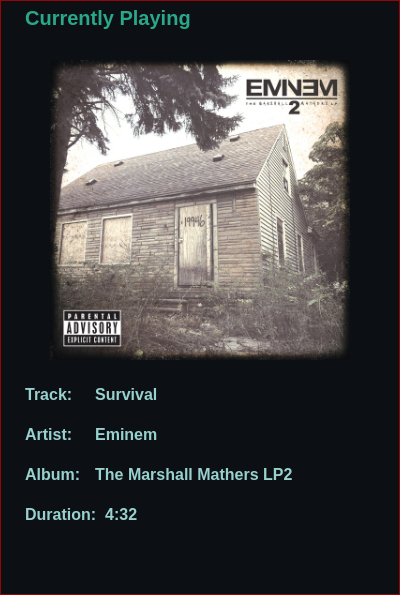 Currently Playing
EMINEM
THE MARSHALL MATHERS LP
2
19946
PARENTAL
ADVISORY
EXPLICIT CONTENT
Track: Survival
Artist: Eminem
Album: The Marshall Mathers LP2
Duration: 4:32